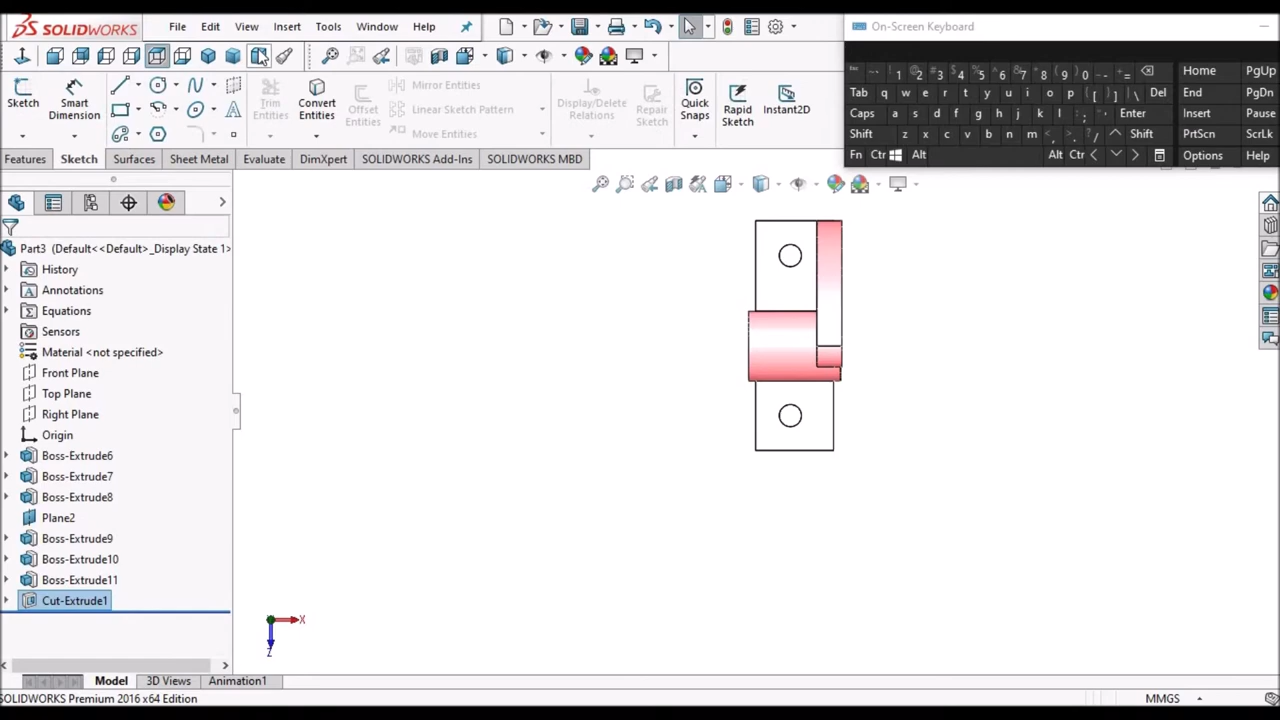 SOLIDWORKS
File Edit View Insert Tools Window Help
On-Screen Keyboard
Home PgUp
Tab q w e r t y u i o p [ ] \ Del End PgDn
Caps a s d f g h j k l ; ' Enter Insert Pause
Shift z x c v b n m , . / Shift PrtScn ScrLk
Fn Ctr Alt Alt Ctr Options Help
Sketch
Smart Dimension
Trim Entities
Convert Entities
Offset Entities
Mirror Entities
Linear Sketch Pattern
Move Entities
Display/Delete Relations
Repair Sketch
Quick Snaps
Rapid Sketch
Instant2D
Features Sketch Surfaces Sheet Metal Evaluate DimXpert SOLIDWORKS Add-Ins SOLIDWORKS MBD
Part3 (Default<<Default>_Display State 1>
History
Annotations
Equations
Sensors
Material <not specified>
Front Plane
Top Plane
Right Plane
Origin
Boss-Extrude6
Boss-Extrude7
Boss-Extrude8
Plane2
Boss-Extrude9
Boss-Extrude10
Boss-Extrude11
Cut-Extrude1
X
Z
Model 3D Views Animation1
SOLIDWORKS Premium 2016 x64 Edition
MMGS